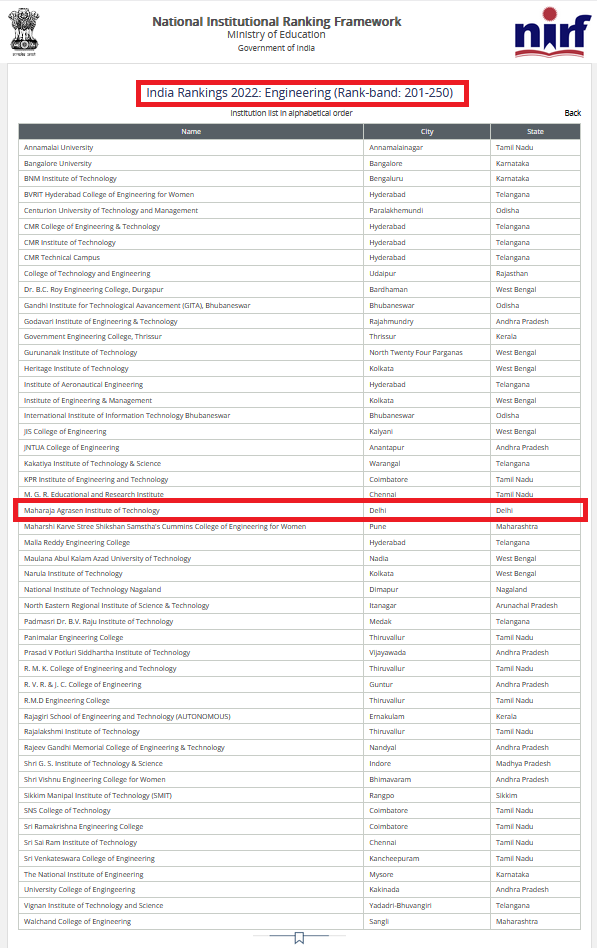 National Institutional Ranking Framework
Ministry of Education
Government of India
nirf
India Rankings 2022: Engineering (Rank-band: 201-250)
Institution list in alphabetical order
Back
Name City State
Annamalai University Annamalainagar Tamil Nadu
Bangalore University Bangalore Karnataka
BNM Institute of Technology Bengaluru Karnataka
BVRIT Hyderabad College of Engineering for Women Hyderabad Telangana
Centurion University of Technology and Management Paralakhemundi Odisha
CMR College of Engineering & Technology Hyderabad Telangana
CMR Institute of Technology Hyderabad Telangana
CMR Technical Campus Hyderabad Telangana
College of Technology and Engineering Udaipur Rajasthan
Dr. B.C. Roy Engineering College, Durgapur Bardhaman West Bengal
Gandhi Institute for Technological Aavancement (GITA), Bhubaneswar Bhubaneswar Odisha
Godavari Institute of Engineering & Technology Rajahmundry Andhra Pradesh
Government Engineering College, Thrissur Thrissur Kerala
Gurunanak Institute of Technology North Twenty Four Parganas West Bengal
Heritage Institute of Technology Kolkata West Bengal
Institute of Aeronautical Engineering Hyderabad Telangana
Institute of Engineering & Management Kolkata West Bengal
International Institute of Information Technology Bhubaneswar Bhubaneswar Odisha
JIS College of Engineering Kalyani West Bengal
JNTUA College of Engineering Anantapur Andhra Pradesh
Kakatiya Institute of Technology & Science Warangal Telangana
KPR Institute of Engineering and Technology Coimbatore Tamil Nadu
M. G. R. Educational and Research Institute Chennai Tamil Nadu
Maharaja Agrasen Institute of Technology Delhi Delhi
Maharshi Karve Stree Shikshan Samstha's Cummins College of Engineering for Women Pune Maharashtra
Malla Reddy Engineering College Hyderabad Telangana
Maulana Abul Kalam Azad University of Technology Nadia West Bengal
Narula Institute of Technology Kolkata West Bengal
National Institute of Technology Nagaland Dimapur Nagaland
North Eastern Regional Institute of Science & Technology Itanagar Arunachal Pradesh
Padmasri Dr. B.V. Raju Institute of Technology Medak Telangana
Panimalar Engineering College Thiruvallur Tamil Nadu
Prasad V Potluri Siddhartha Institute of Technology Vijayawada Andhra Pradesh
R. M. K. College of Engineering and Technology Thiruvallur Tamil Nadu
R. V. R. & J. C. College of Engineering Guntur Andhra Pradesh
R.M.D Engineering College Thiruvallur Tamil Nadu
Rajagiri School of Engineering and Technology (AUTONOMOUS) Ernakulam Kerala
Rajalakshmi Institute of Technology Thiruvallur Tamil Nadu
Rajeev Gandhi Memorial College of Engineering & Technology Nandyal Andhra Pradesh
Shri G. S. Institute of Technology & Science Indore Madhya Pradesh
Shri Vishnu Engineering College for Women Bhimavaram Andhra Pradesh
Sikkim Manipal Institute of Technology (SMIT) Rangpo Sikkim
SNS College of Technology Coimbatore Tamil Nadu
Sri Ramakrishna Engineering College Coimbatore Tamil Nadu
Sri Sai Ram Institute of Technology Chennai Tamil Nadu
Sri Venkateswara College of Engineering Kancheepuram Tamil Nadu
The National Institute of Engineering Mysore Karnataka
University College of Engingeering Kakinada Andhra Pradesh
Vignan Institute of Technology and Science Yadadri-Bhuvangiri Telangana
Walchand College of Engineering Sangli Maharashtra